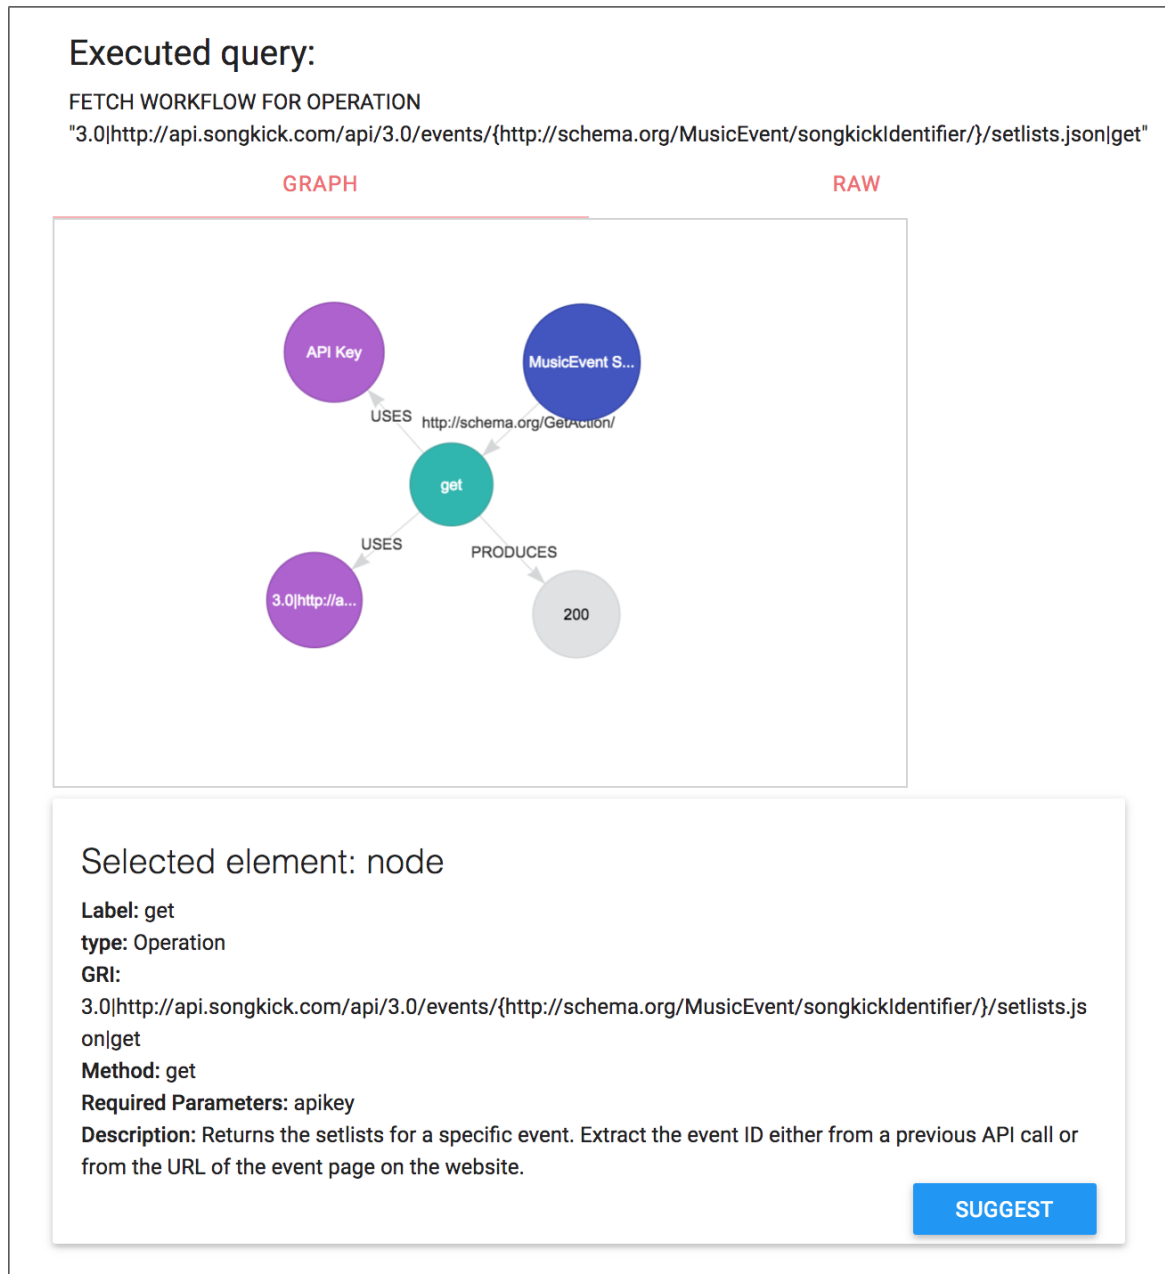 Executed query:
FETCH WORKFLOW FOR OPERATION
"3.0|http://api.songkick.com/api/3.0/events/{http://schema.org/MusicEvent/songkickIdentifier/}/setlists.json|get"
GRAPH RAW
API Key
MusicEvent S...
USES
http://schema.org/GetAction/
get
USES
PRODUCES
3.0|http://a...
200
Selected element: node
Label: get
type: Operation
GRI:
3.0|http://api.songkick.com/api/3.0/events/{http://schema.org/MusicEvent/songkickIdentifier/}/setlists.js
on|get
Method: get
Required Parameters: apikey
Description: Returns the setlists for a specific event. Extract the event ID either from a previous API call or
from the URL of the event page on the website.
SUGGEST